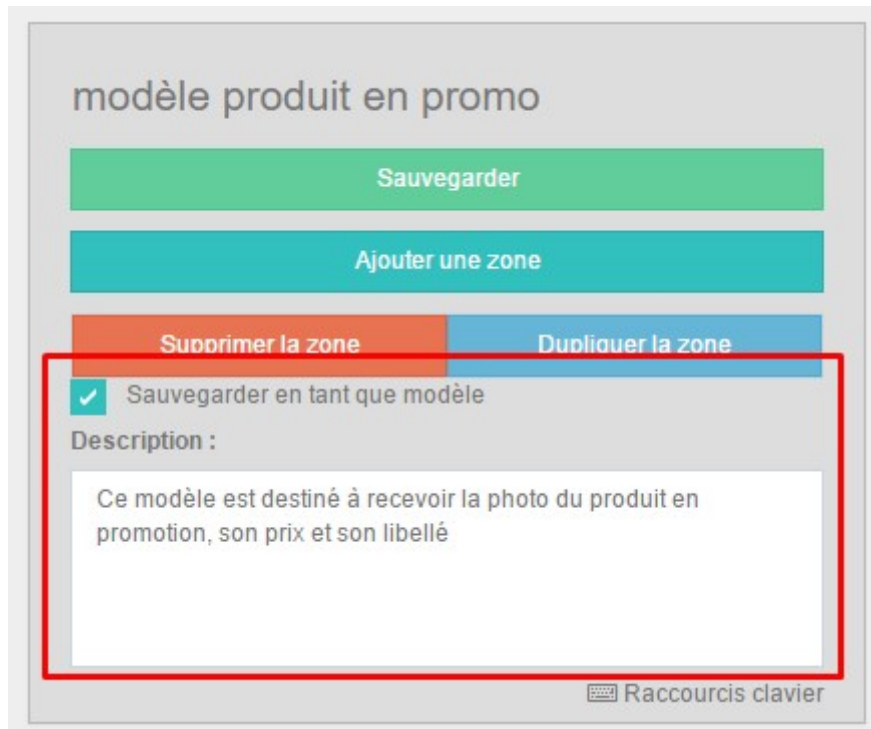 modèle produit en promo
Sauvegarder
Ajouter une zone
Supprimer la zone
Dupliquer la zone
Sauvegarder en tant que modèle
Description :
Ce modèle est destiné à recevoir la photo du produit en
promotion, son prix et son libellé
Raccourcis clavier